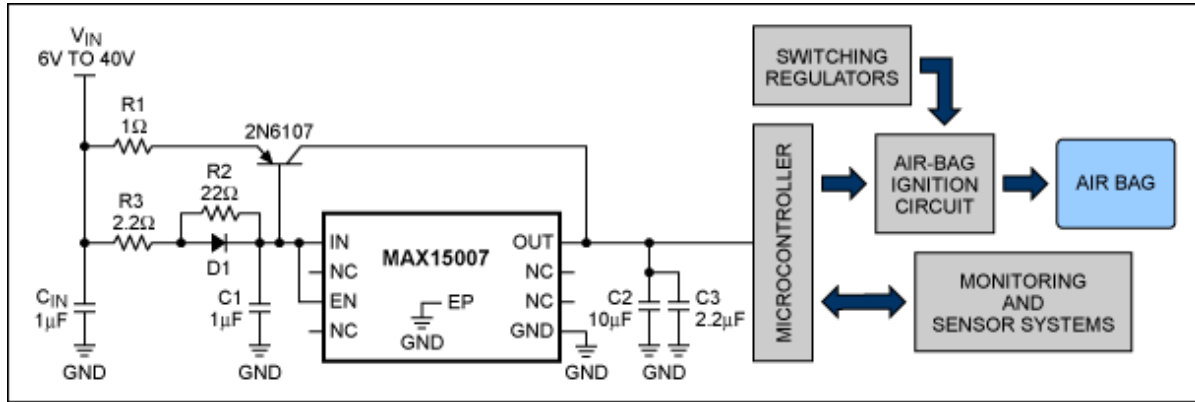 V_IN
6V TO 40V
R1
1Ω
2N6107
R2
22Ω
R3
2.2Ω
D1
C_IN
1μF
GND
C1
1μF
GND
IN
NC
EN
NC
MAX15007
EP
GND
OUT
NC
NC
GND
GND
C2
10μF
C3
2.2μF
GND
MICROCONTROLLER
SWITCHING
REGULATORS
AIR-BAG
IGNITION
CIRCUIT
AIR BAG
MONITORING
AND
SENSOR SYSTEMS